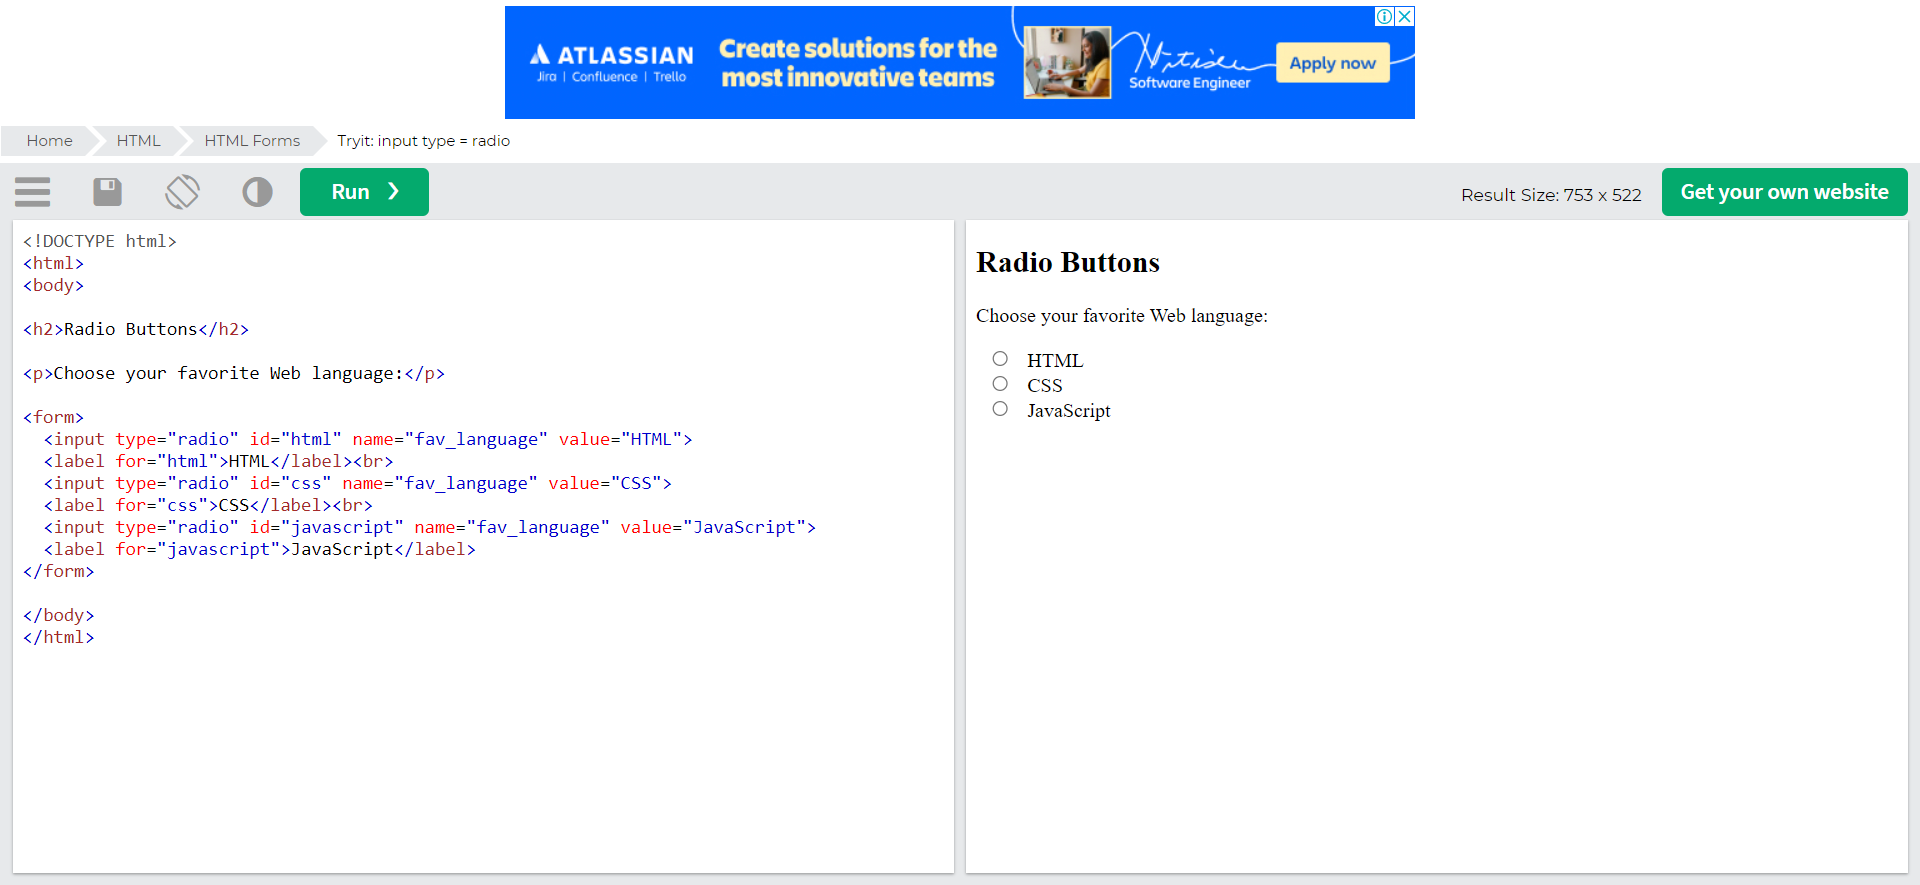 ATLASSIAN
Jira | Confluence | Trello
Create solutions for the
most innovative teams
Software Engineer
Apply now
Home
HTML
HTML Forms
Tryit: input type = radio
Run ❯
Result Size: 753 x 522
Get your own website
<!DOCTYPE html>
<html>
<body>
<h2>Radio Buttons</h2>
<p>Choose your favorite Web language:</p>
<form>
<input type="radio" id="html" name="fav_language" value="HTML">
<label for="html">HTML</label><br>
<input type="radio" id="css" name="fav_language" value="CSS">
<label for="css">CSS</label><br>
<input type="radio" id="javascript" name="fav_language" value="JavaScript">
<label for="javascript">JavaScript</label>
</form>
</body>
</html>
Radio Buttons
Choose your favorite Web language:
HTML
CSS
JavaScript